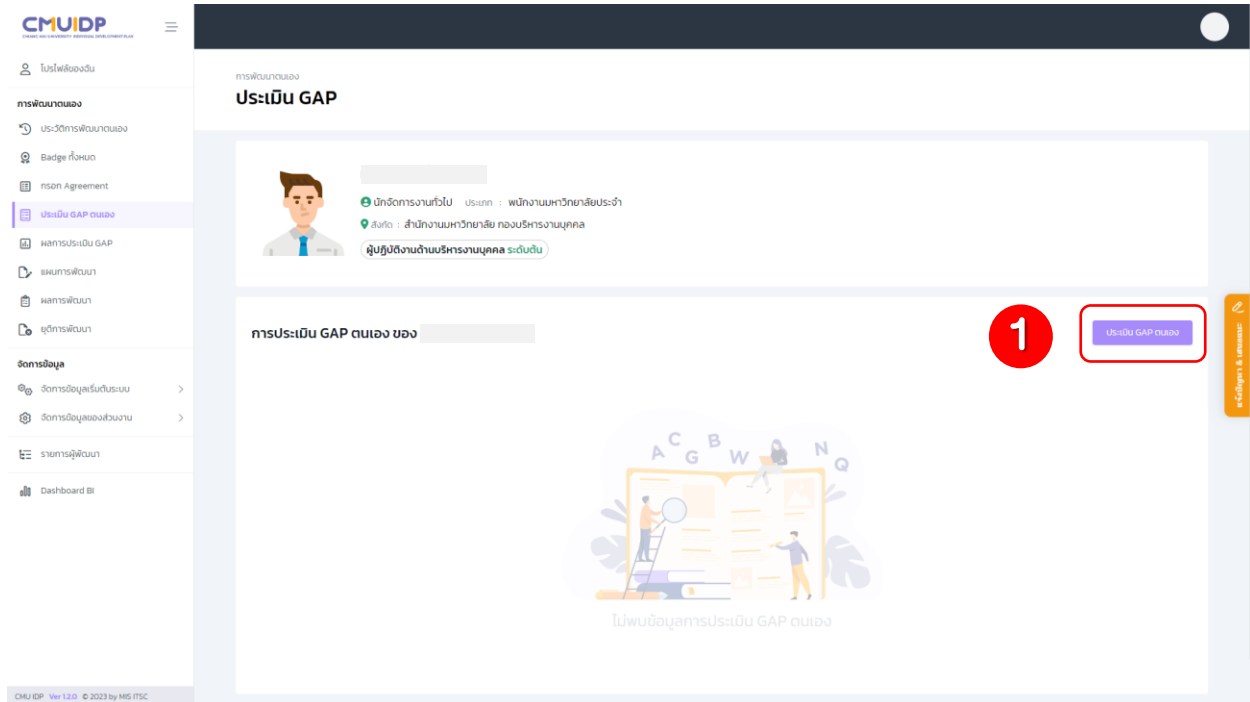 CMUIDP
CHIANG MAI UNIVERSITY INDIVIDUAL DEVELOPMENT PLAN
โปรไฟล์ของฉัน
การพัฒนาตนเอง
ประวัติการพัฒนาตนเอง
Badge ทั้งหมด
กรอก Agreement
ประเมิน GAP ตนเอง
ผลการประเมิน GAP
แผนการพัฒนา
ผลการพัฒนา
ยุติการพัฒนา
จัดการข้อมูล
จัดการข้อมูลเริ่มต้นระบบ
จัดการข้อมูลของส่วนงาน
รายการผู้พัฒนา
Dashboard BI
CMU IDP Ver 1.2.0 © 2023 by MIS ITSC
การพัฒนาตนเอง
ประเมิน GAP
นักจัดการงานทั่วไป ประเภท : พนักงานมหาวิทยาลัยประจำ
สังกัด : สำนักงานมหาวิทยาลัย กองบริหารงานบุคคล
ผู้ปฏิบัติงานด้านบริหารงานบุคคล ระดับต้น
การประเมิน GAP ตนเอง ของ
1
ประเมิน GAP ตนเอง
แจ้งปัญหา & เสนอแนะ
A C G B W N Q
ไม่พบข้อมูลการประเมิน GAP ตนเอง